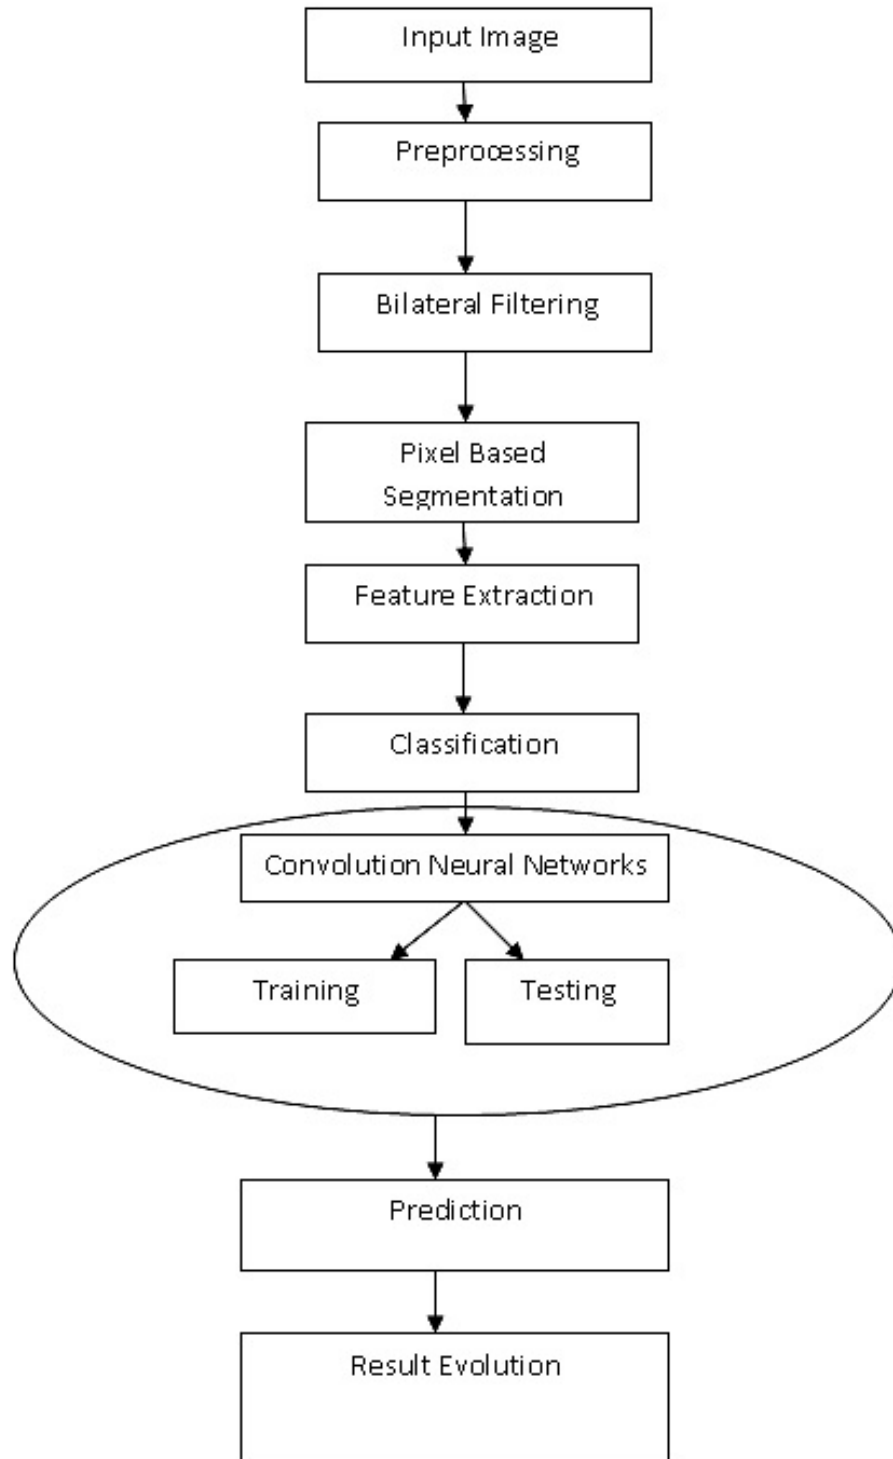 Input Image
Preprocessing
Bilateral Filtering
Pixel Based
Segmentation
Feature Extraction
Classification
Convolution Neural Networks
Training
Testing
Prediction
Result Evolution